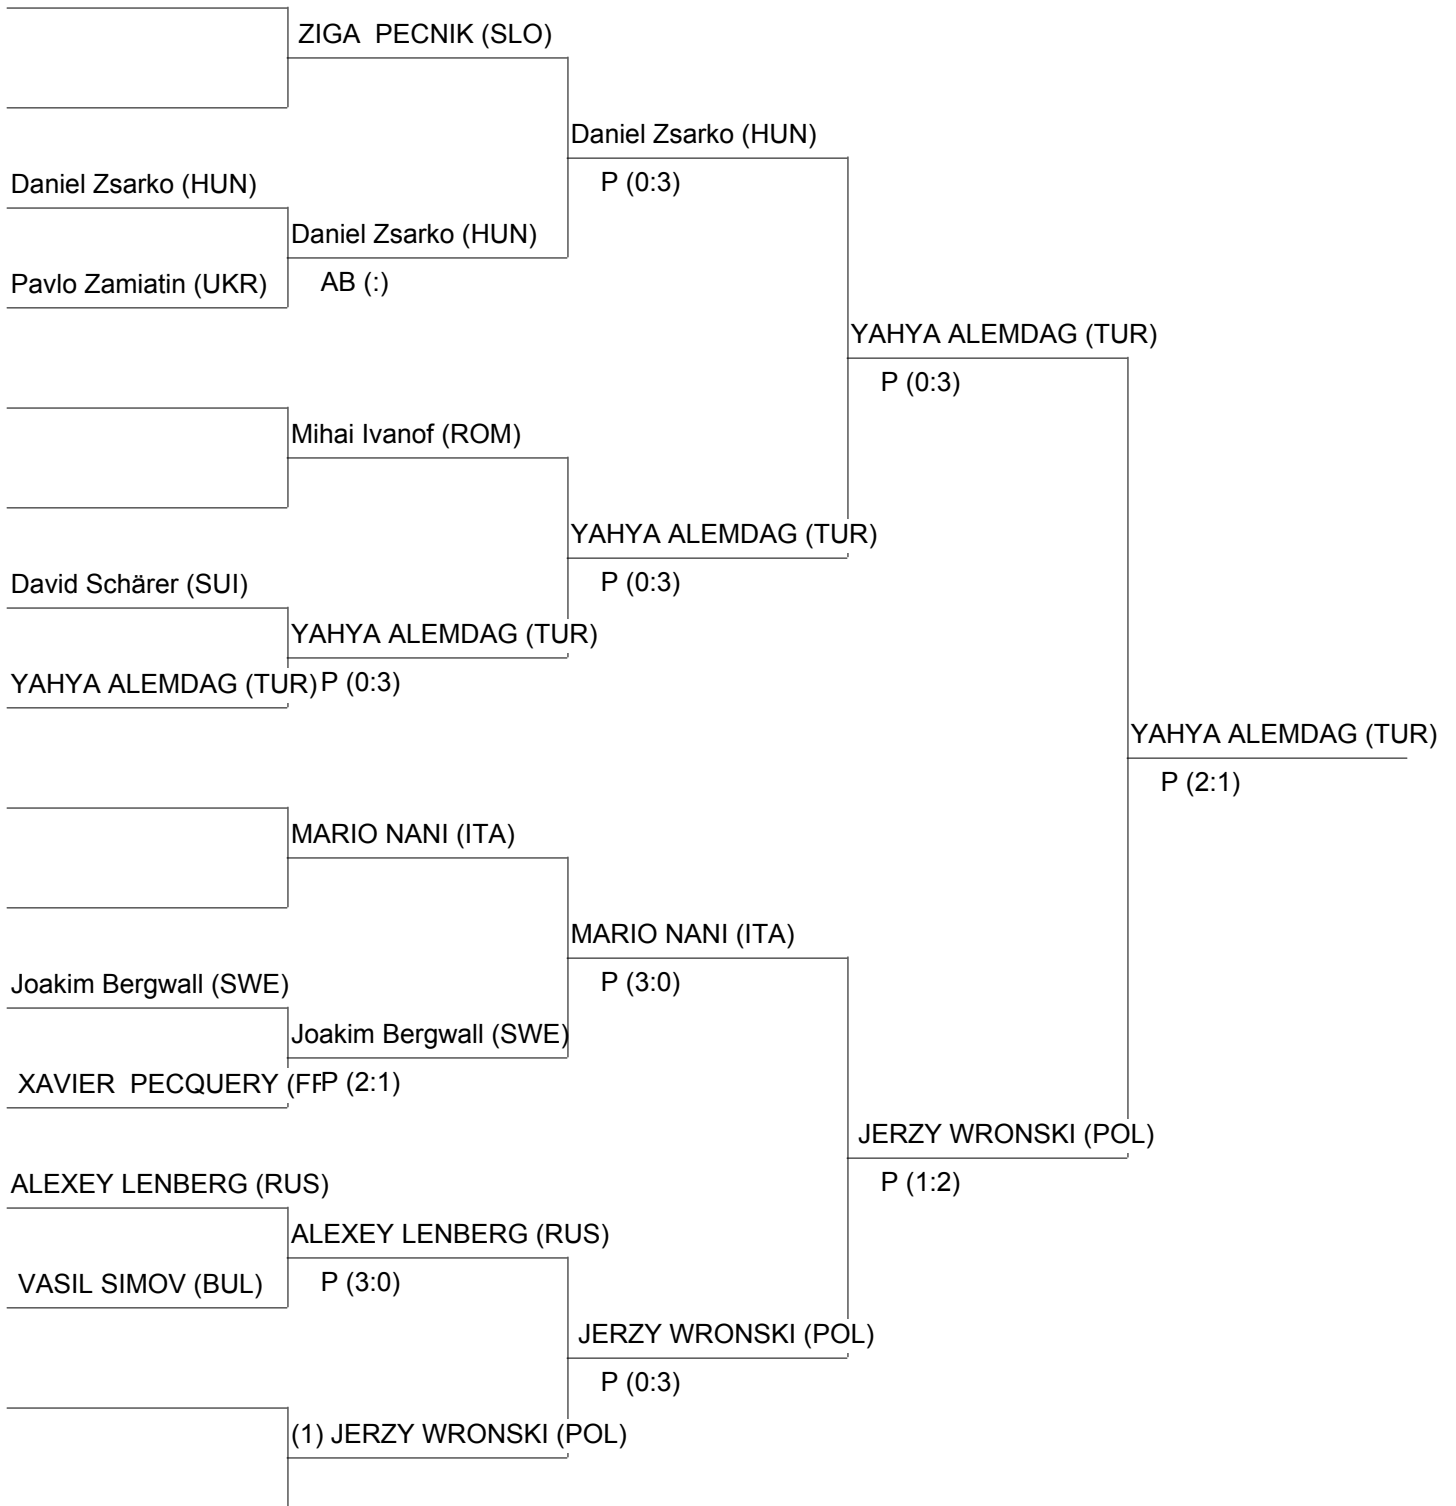 ZIGA  PECNIK (SLO)
Daniel Zsarko (HUN)
P (0:3)
Daniel Zsarko (HUN)
Daniel Zsarko (HUN)
Pavlo Zamiatin (UKR)
AB (:)
YAHYA ALEMDAG (TUR)
P (0:3)
Mihai Ivanof (ROM)
YAHYA ALEMDAG (TUR)
P (0:3)
David Schärer (SUI)
YAHYA ALEMDAG (TUR)
YAHYA ALEMDAG (TUR)
P (0:3)
YAHYA ALEMDAG (TUR)
P (2:1)
MARIO NANI (ITA)
MARIO NANI (ITA)
P (3:0)
Joakim Bergwall (SWE)
Joakim Bergwall (SWE)
XAVIER  PECQUERY (FF
P (2:1)
JERZY WRONSKI (POL)
P (1:2)
ALEXEY LENBERG (RUS)
ALEXEY LENBERG (RUS)
VASIL SIMOV (BUL)
P (3:0)
JERZY WRONSKI (POL)
P (0:3)
(1) JERZY WRONSKI (POL)